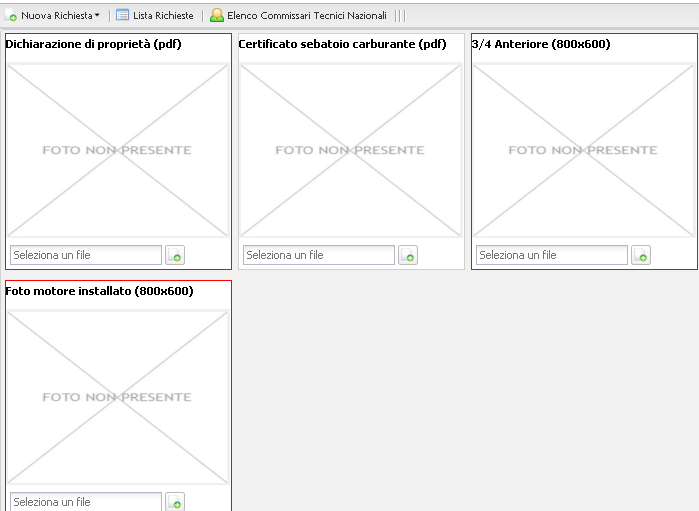 Nuova Richiesta Lista Richieste Elenco Commissari Tecnici Nazionali
Dichiarazione di proprietà (pdf) Certificato sebatoio carburante (pdf) 3/4 Anteriore (800x600)
FOTO NON PRESENTE FOTO NON PRESENTE FOTO NON PRESENTE
Seleziona un file Seleziona un file Seleziona un file
Foto motore installato (800x600)
FOTO NON PRESENTE
Seleziona un file